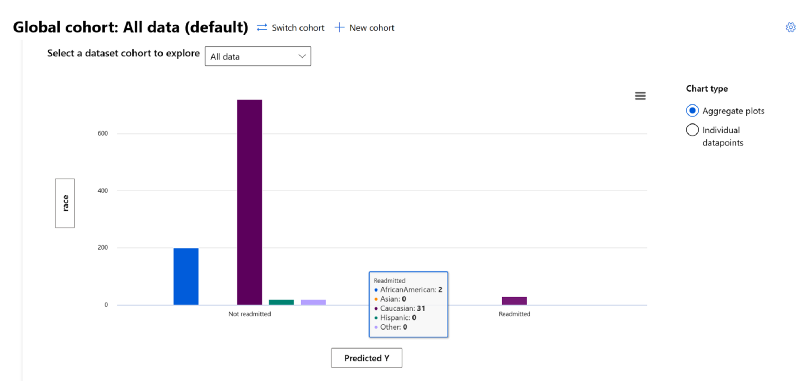 Global cohort: All data (default) Switch cohort New cohort
Select a dataset cohort to explore All data
Chart type
Aggregate plots
Individual
datapoints
600
400
200
0
race
Readmitted
AfricanAmerican: 2
Asian: 0
Caucasian: 31
Hispanic: 0
Other: 0
Not readmitted
Readmitted
Predicted Y